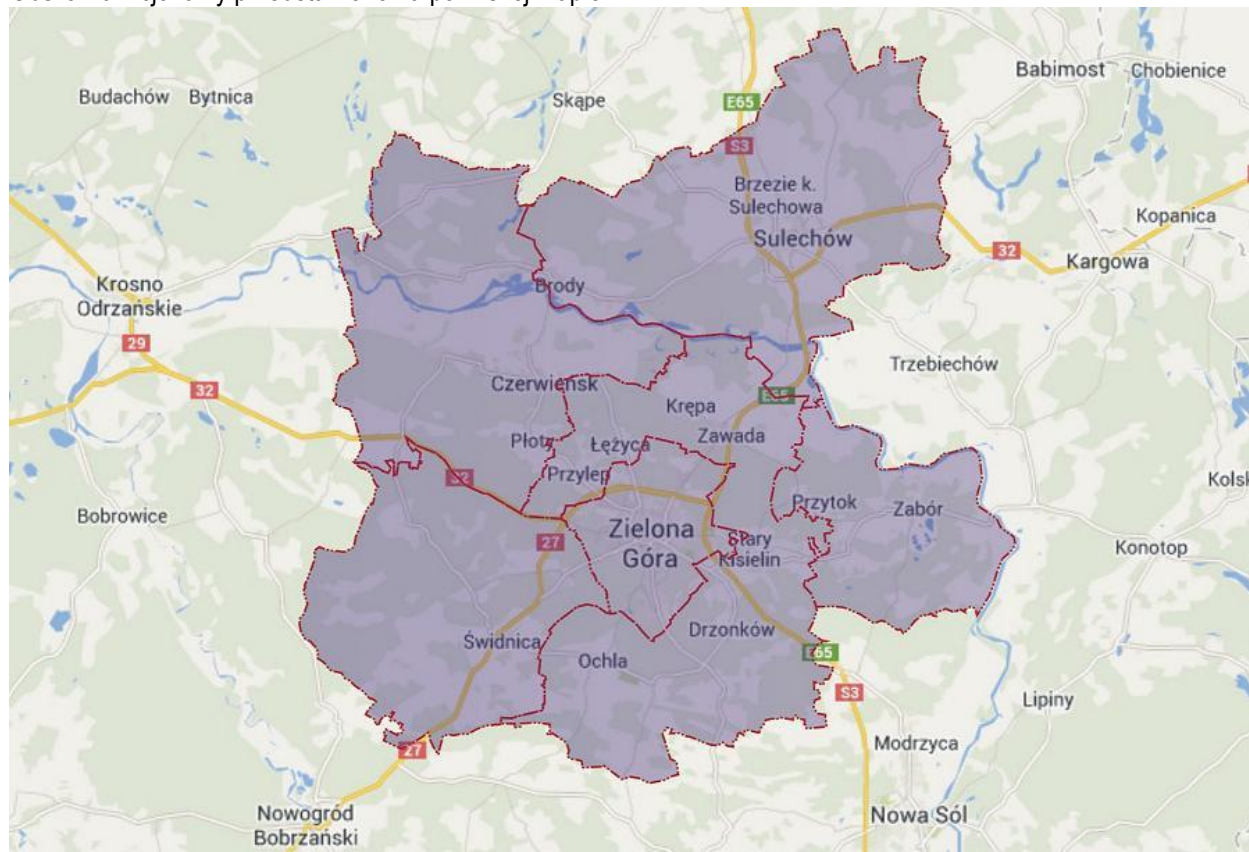 Babimost
Chobienice
Budachów
Bytnica
Skąpe
E65
S3
Brzezie k.
Sulechowa
Kopanica
Sulechów
32
Kargowa
Krosno
Odrzańskie
Brody
29
Trzebiechów
32
Czerwieńsk
E65
Krępa
Płoty
Łężyca
Zawada
32
Przylep
Kolsk
Przytok
Zabór
Bobrowice
Zielona
Góra
27
Stary
Kisielin
Konotop
Świdnica
Drzonków
Ochla
E65
S3
Lipiny
27
Modrzyca
Nowogród
Bobrzański
Nowa Sól